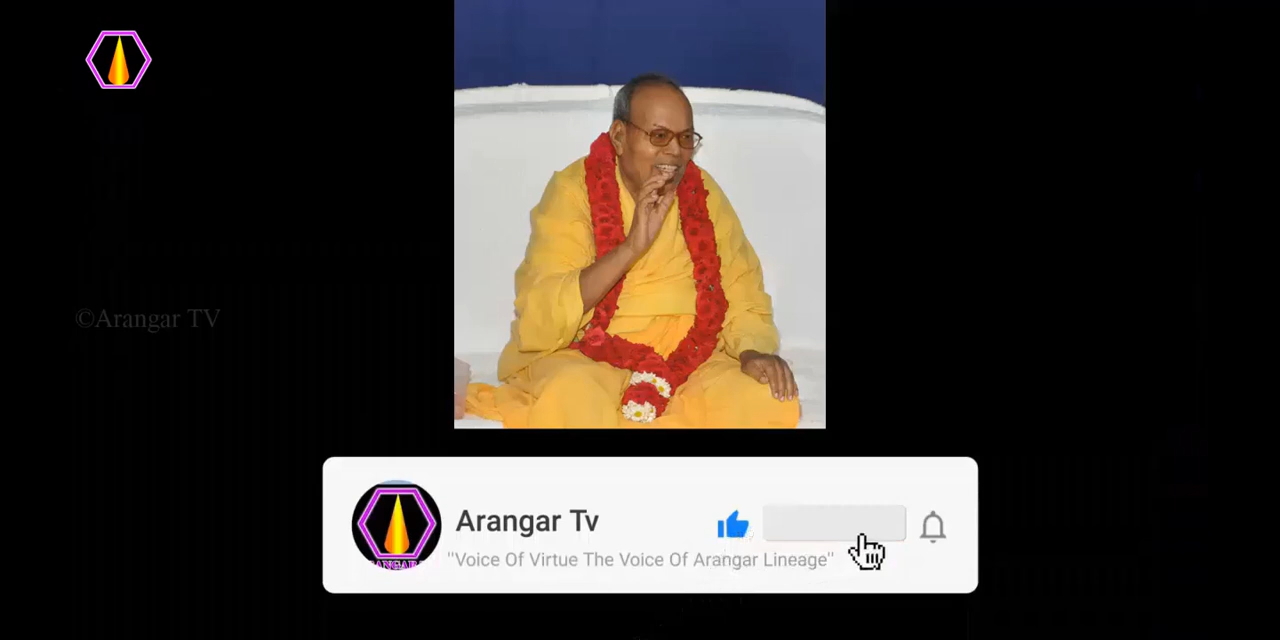 ©Arangar TV
Arangar Tv
"Voice Of Virtue The Voice Of Arangar Lineage"